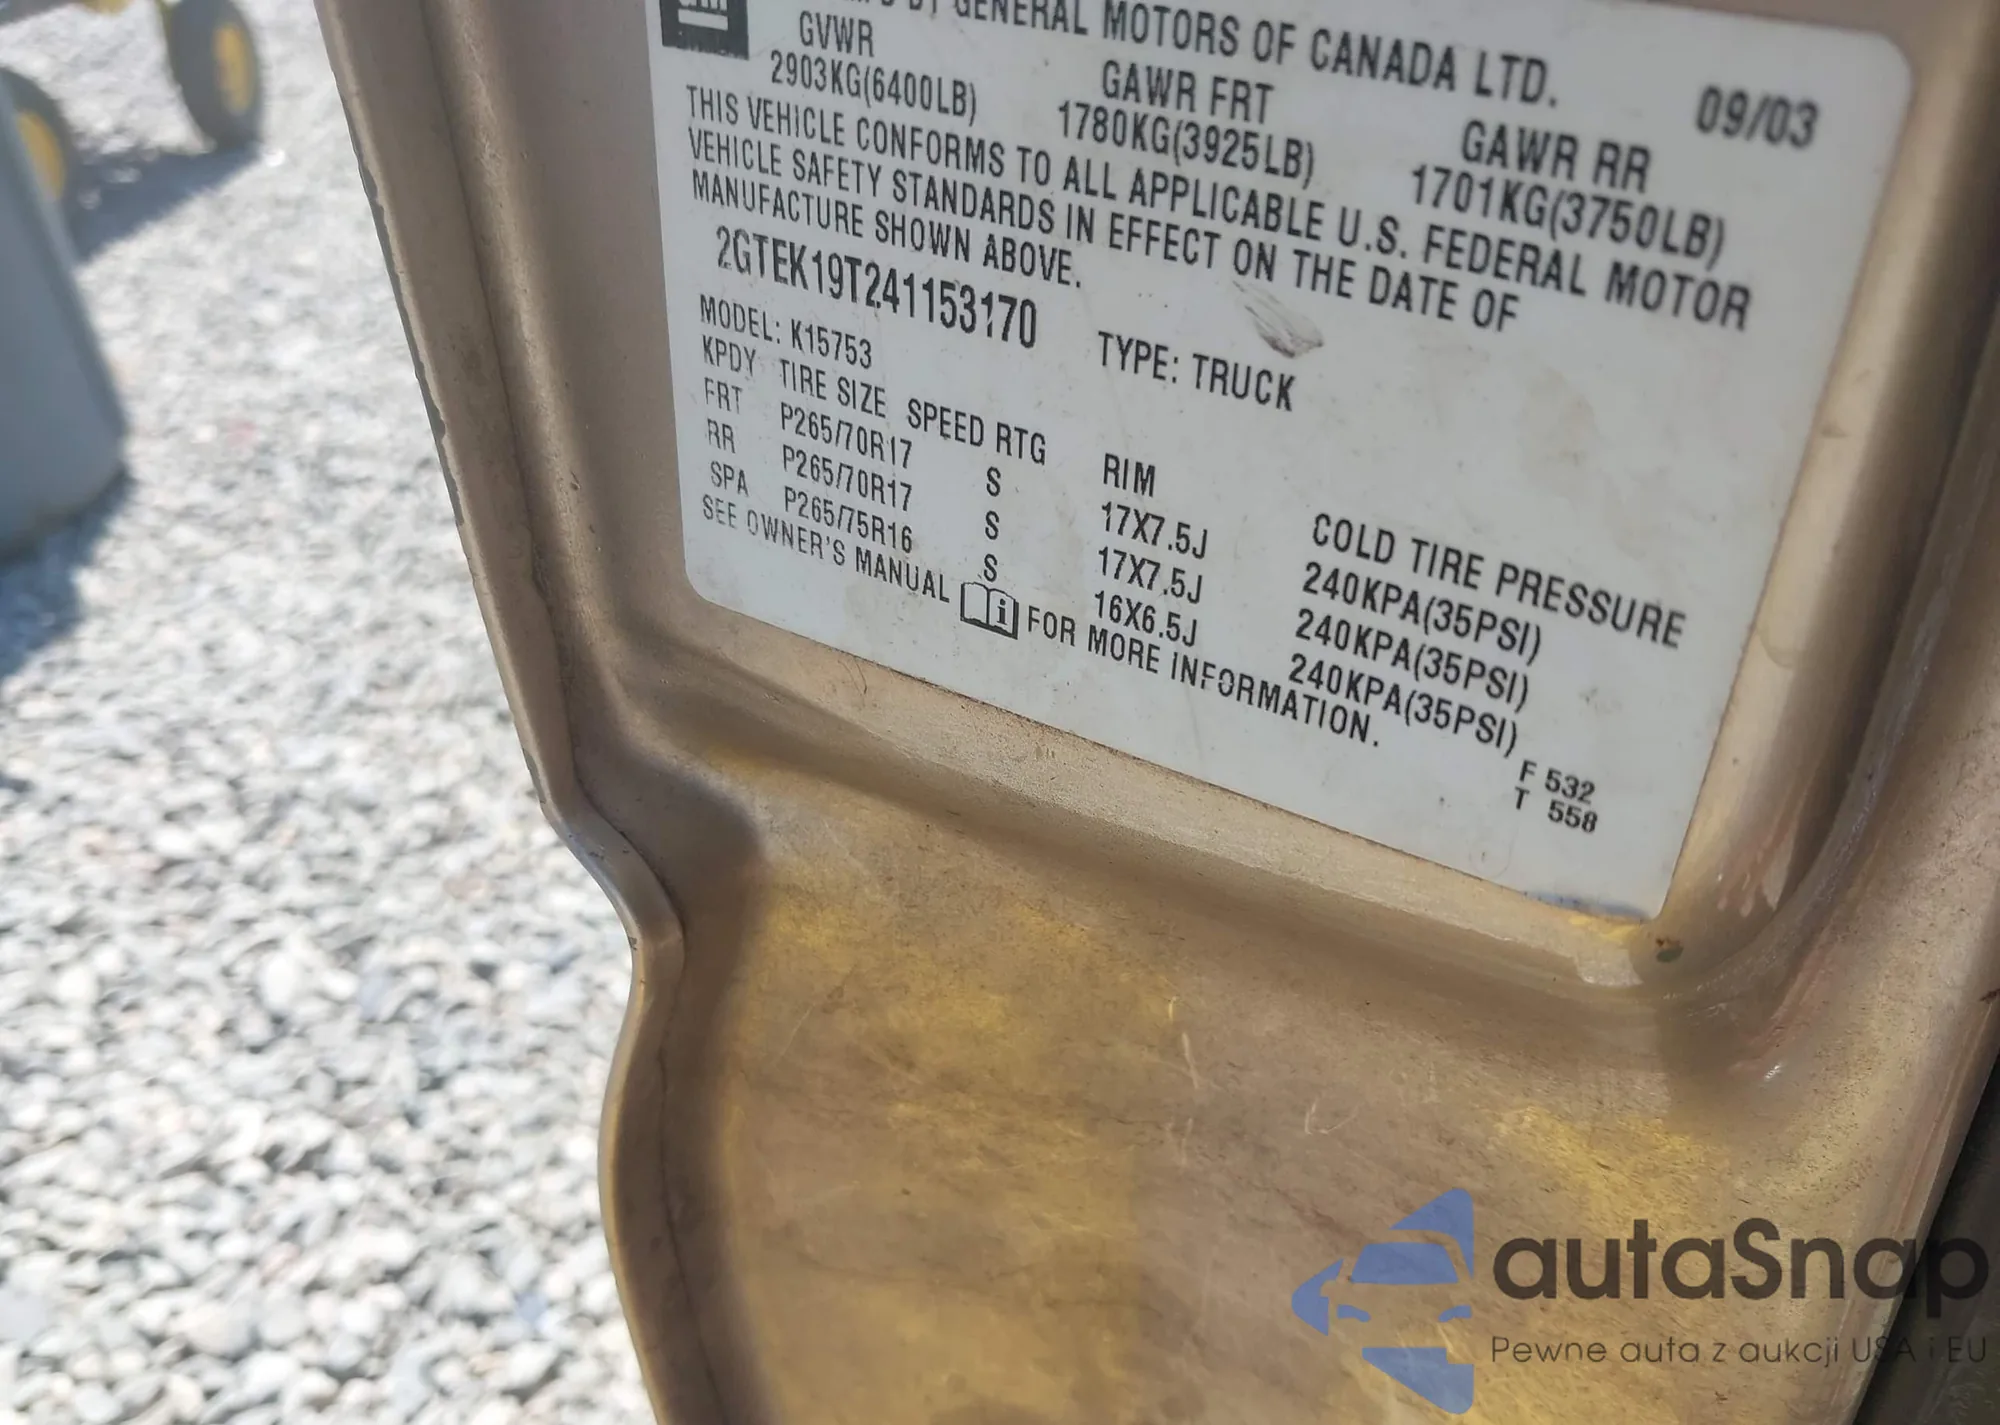 GM
BY GENERAL MOTORS OF CANADA LTD.
09/03
GVWR GAWR FRT GAWR RR
2903KG(6400LB) 1780KG(3925LB) 1701KG(3750LB)
THIS VEHICLE CONFORMS TO ALL APPLICABLE U.S. FEDERAL MOTOR
VEHICLE SAFETY STANDARDS IN EFFECT ON THE DATE OF
MANUFACTURE SHOWN ABOVE.
2GTEK19T241153170 TYPE: TRUCK
MODEL: K15753
KPDY TIRE SIZE SPEED RTG RIM COLD TIRE PRESSURE
FRT P265/70R17 S 17X7.5J 240KPA(35PSI)
RR P265/70R17 S 17X7.5J 240KPA(35PSI)
SPA P265/75R16 S 16X6.5J 240KPA(35PSI)
SEE OWNER'S MANUAL FOR MORE INFORMATION.
F 532
T 558
autaSnap
Pewne auta z aukcji USA i EU